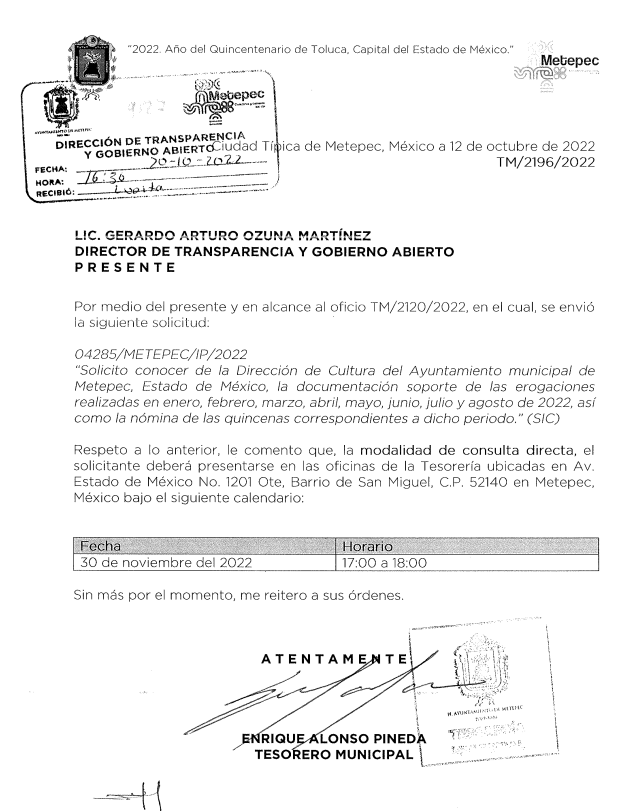 "2022. Año del Quincentenario de Toluca, Capital del Estado de México."
Metepec
Metepec
AYUNTAMIENTO DE METEPEC
DIRECCIÓN DE TRANSPARENCIA
Y GOBIERNO ABIERTO
FECHA: 20-10-2022
HORA: 16:30
RECIBIÓ:
Ciudad Típica de Metepec, México a 12 de octubre de 2022
TM/2196/2022
LIC. GERARDO ARTURO OZUNA MARTÍNEZ
DIRECTOR DE TRANSPARENCIA Y GOBIERNO ABIERTO
P R E S E N T E
Por medio del presente y en alcance al oficio TM/2120/2022, en el cual, se envió
la siguiente solicitud:
04285/METEPEC/IP/2022
"Solicito conocer de la Dirección de Cultura del Ayuntamiento municipal de
Metepec, Estado de México, la documentación soporte de las erogaciones
realizadas en enero, febrero, marzo, abril, mayo, junio, julio y agosto de 2022, así
como la nómina de las quincenas correspondientes a dicho periodo." (SIC)
Respeto a lo anterior, le comento que, la modalidad de consulta directa, el
solicitante deberá presentarse en las oficinas de la Tesorería ubicadas en Av.
Estado de México No. 1201 Ote, Barrio de San Miguel, C.P. 52140 en Metepec,
México bajo el siguiente calendario:
Fecha Horario
30 de noviembre del 2022 17:00 a 18:00
Sin más por el momento, me reitero a sus órdenes.
A T E N T A M E N T E
H. AYUNTAMIENTO DE METEPEC
ENRIQUE ALONSO PINEDA
TESORERO MUNICIPAL